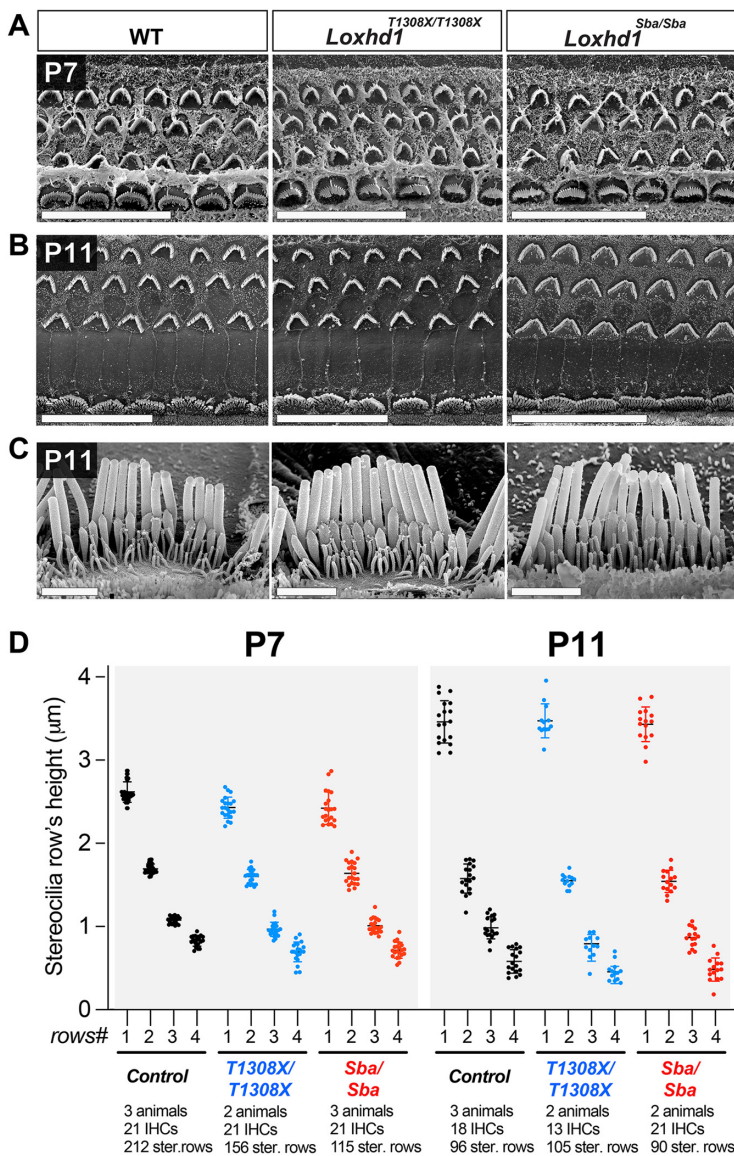 A
WT
Loxhd1 T1308X/T1308X
Loxhd1 Sba/Sba
P7
B
P11
C
P11
D
P7
P11
Stereocilia row's height (μm)
4
3
2
1
0
rows#
1 2 3 4 1 2 3 4 1 2 3 4 1 2 3 4 1 2 3 4 1 2 3 4
Control
3 animals
21 IHCs
212 ster.rows
T1308X/
T1308X
2 animals
21 IHCs
156 ster. rows
Sba/
Sba
3 animals
21 IHCs
115 ster. rows
Control
3 animals
18 IHCs
96 ster. rows
T1308X/
T1308X
2 animals
13 IHCs
105 ster. rows
Sba/
Sba
2 animals
21 IHCs
90 ster. rows